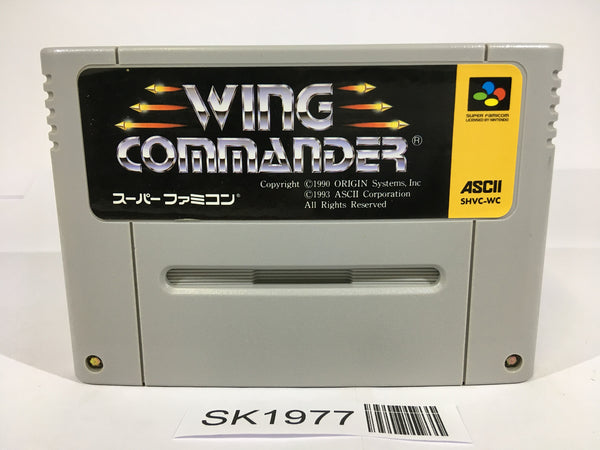 WING
COMMANDER®
Copyright ©1990 ORIGIN Systems, Inc
©1993 ASCII Corporation
All Rights Reserved
スーパーファミコン®
SUPER FAMICOM
LICENSED BY NINTENDO
ASCII
SHVC-WC
SK1977